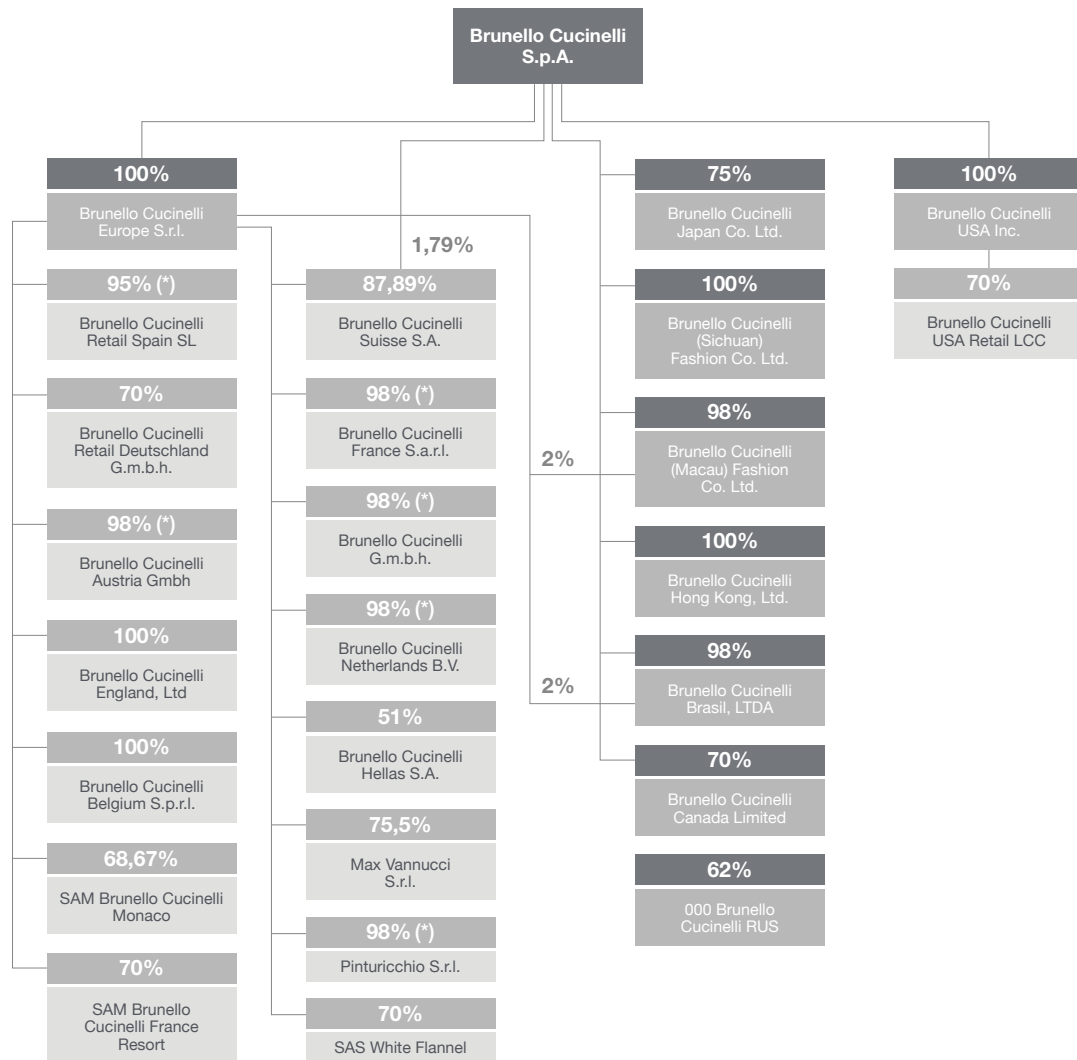 Brunello Cucinelli
S.p.A.
100%
Brunello Cucinelli
Europe S.r.l.
95% (*)
Brunello Cucinelli
Retail Spain SL
70%
Brunello Cucinelli
Retail Deutschland
G.m.b.h.
98% (*)
Brunello Cucinelli
Austria Gmbh
100%
Brunello Cucinelli
England, Ltd
100%
Brunello Cucinelli
Belgium S.p.r.l.
68,67%
SAM Brunello Cucinelli
Monaco
70%
SAM Brunello
Cucinelli France
Resort
1,79%
87,89%
Brunello Cucinelli
Suisse S.A.
98% (*)
Brunello Cucinelli
France S.a.r.l.
98% (*)
Brunello Cucinelli
G.m.b.h.
98% (*)
Brunello Cucinelli
Netherlands B.V.
51%
Brunello Cucinelli
Hellas S.A.
75,5%
Max Vannucci
S.r.l.
98% (*)
Pinturicchio S.r.l.
70%
SAS White Flannel
2%
2%
75%
Brunello Cucinelli
Japan Co. Ltd.
100%
Brunello Cucinelli
(Sichuan)
Fashion Co. Ltd.
98%
Brunello Cucinelli
(Macau) Fashion
Co. Ltd.
100%
Brunello Cucinelli
Hong Kong, Ltd.
98%
Brunello Cucinelli
Brasil, LTDA
70%
Brunello Cucinelli
Canada Limited
62%
000 Brunello
Cucinelli RUS
100%
Brunello Cucinelli
USA Inc.
70%
Brunello Cucinelli
USA Retail LCC